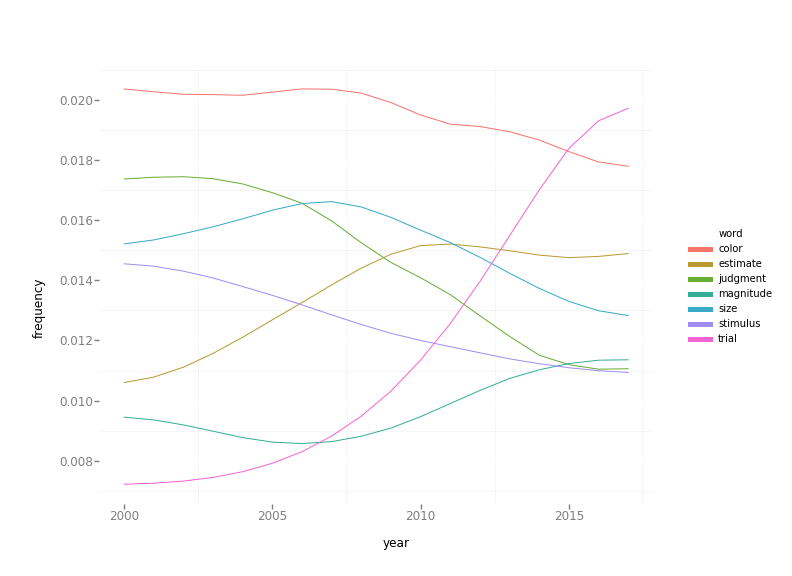 0.020
0.018
0.016
0.014
0.012
0.010
0.008
frequency
2000
2005
2010
2015
year
word
color
estimate
judgment
magnitude
size
stimulus
trial